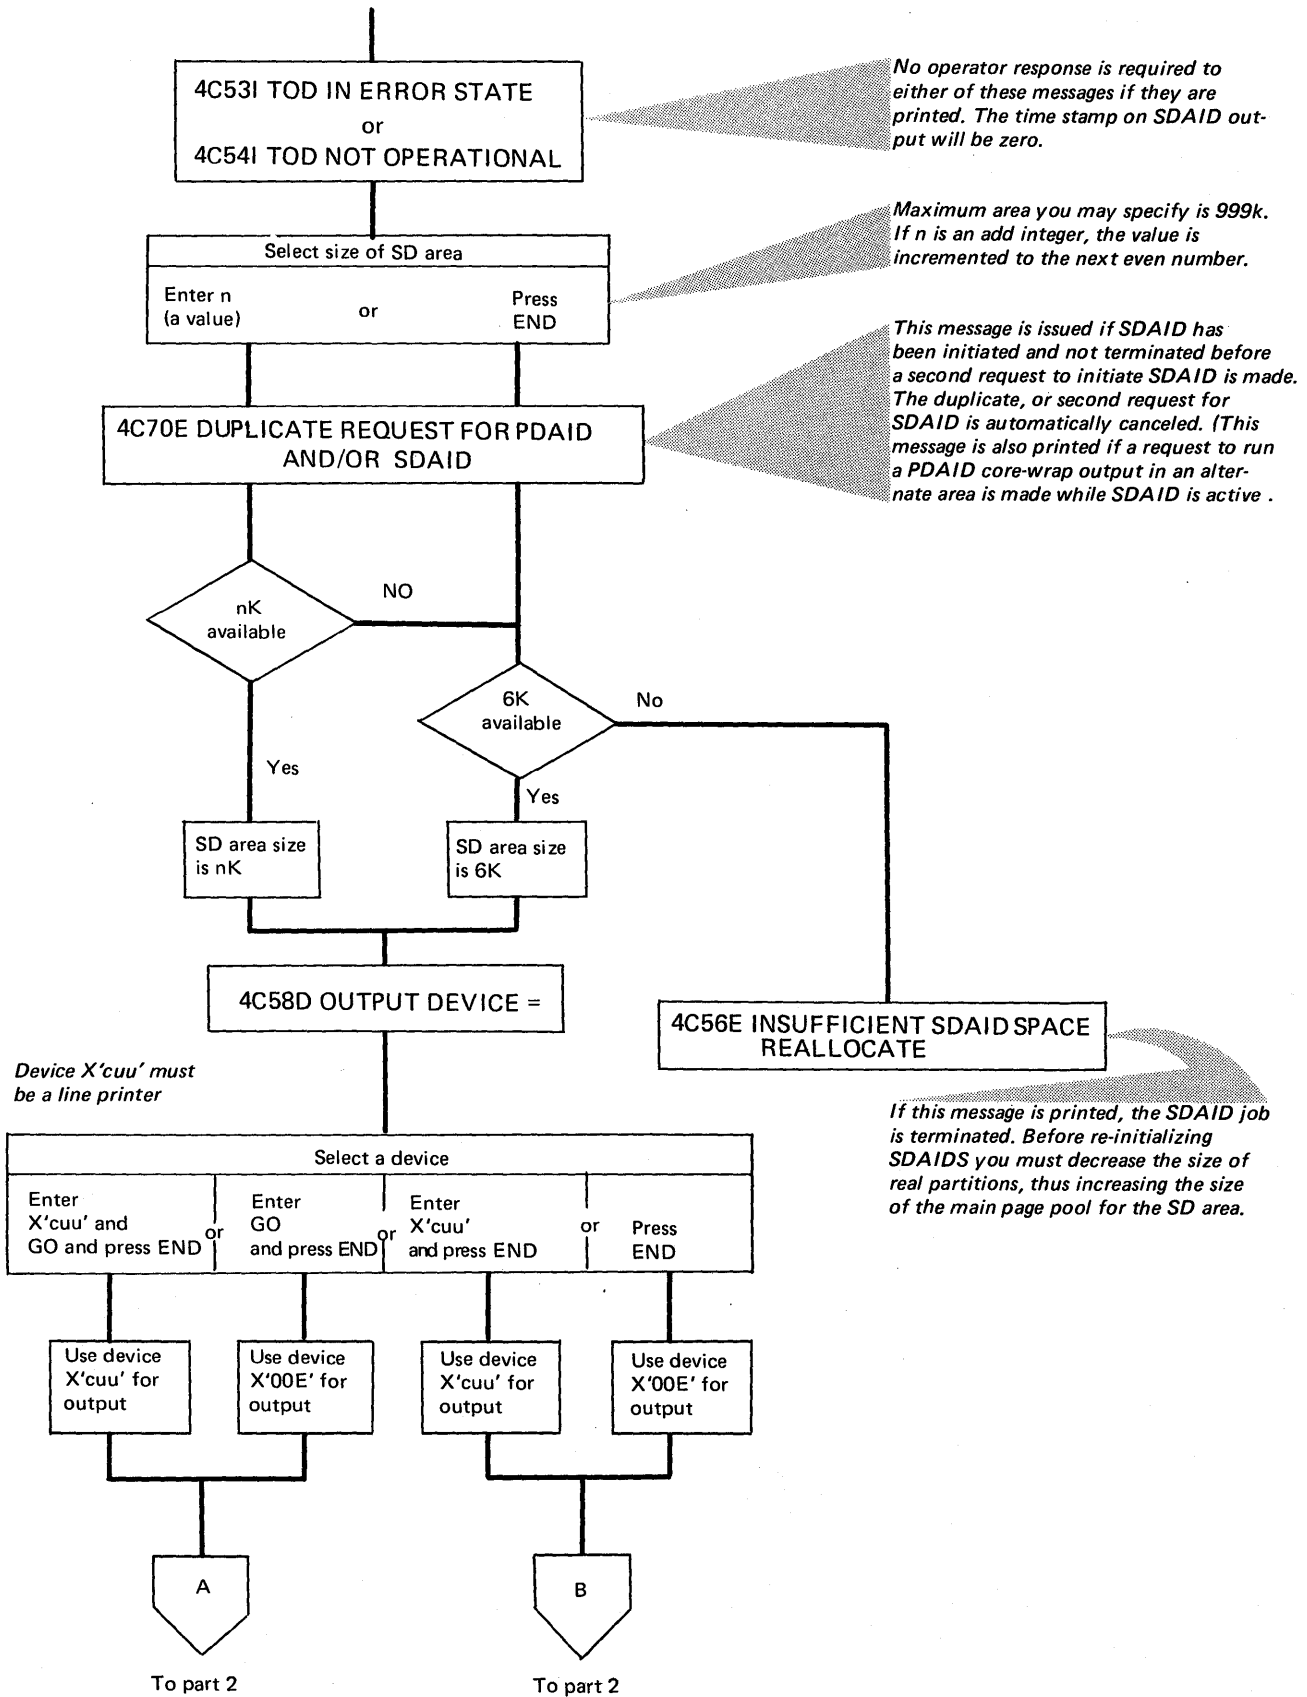 4C53I TOD IN ERROR STATE
or
4C54I TOD NOT OPERATIONAL
No operator response is required to
either of these messages if they are
printed. The time stamp on SDAID out-
put will be zero.
Select size of SD area
Enter n
(a value)
or
Press
END
Maximum area you may specify is 999k.
If n is an add integer, the value is
incremented to the next even number.
4C70E DUPLICATE REQUEST FOR PDAID
AND/OR SDAID
This message is issued if SDAID has
been initiated and not terminated before
a second request to initiate SDAID is made.
The duplicate, or second request for
SDAID is automatically canceled. (This
message is also printed if a request to run
a PDAID core-wrap output in an alter-
nate area is made while SDAID is active .
nK
available
NO
6K
available
No
Yes
Yes
SD area size
is nK
SD area size
is 6K
4C58D OUTPUT DEVICE =
4C56E INSUFFICIENT SDAID SPACE
REALLOCATE
If this message is printed, the SDAID job
is terminated. Before re-initializing
SDAIDS you must decrease the size of
real partitions, thus increasing the size
of the main page pool for the SD area.
Device X'cuu' must
be a line printer
Select a device
Enter
X'cuu' and
GO and press END
or
Enter
GO
and press END
or
Enter
X'cuu'
and press END
or
Press
END
Use device
X'cuu' for
output
Use device
X'00E' for
output
Use device
X'cuu' for
output
Use device
X'00E' for
output
A
B
To part 2
To part 2